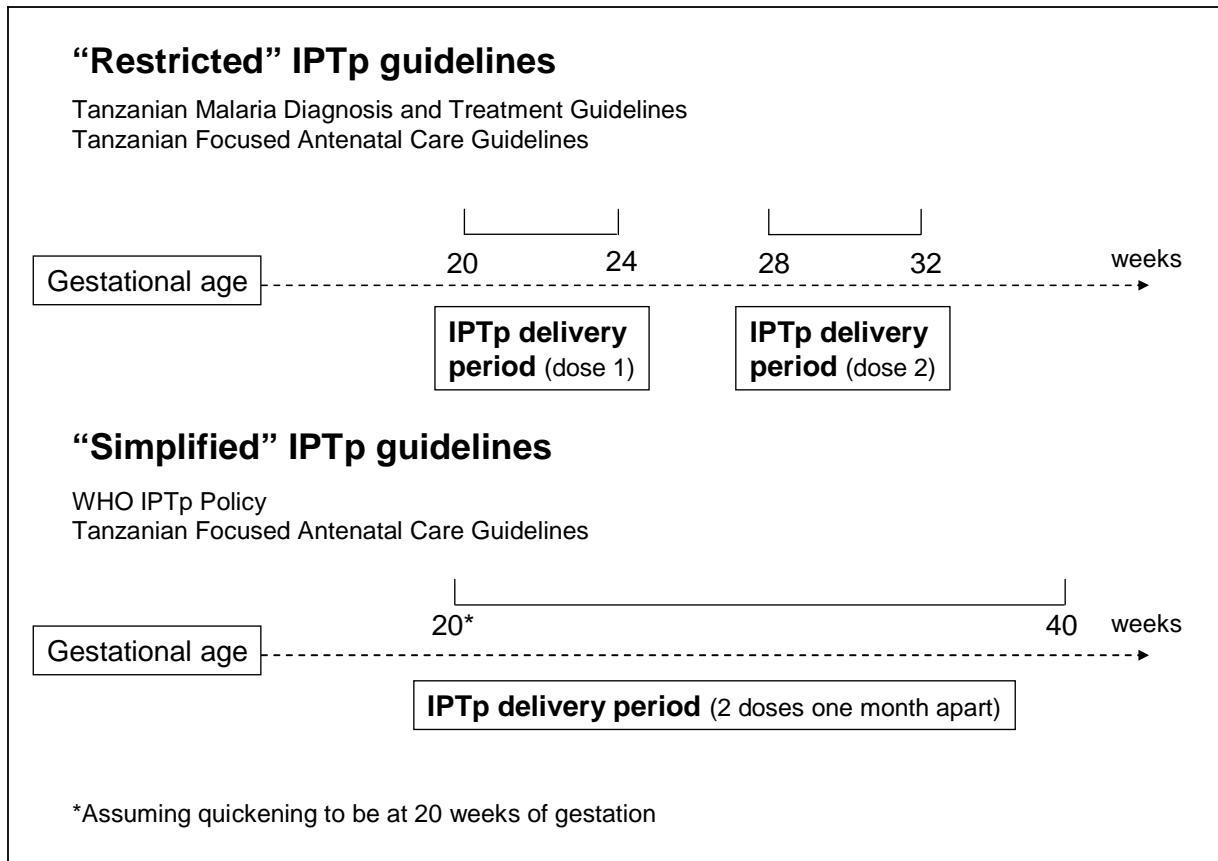 “Restricted” IPTp guidelines
Tanzanian Malaria Diagnosis and Treatment Guidelines
Tanzanian Focused Antenatal Care Guidelines
20 24 28 32 weeks
Gestational age
IPTp delivery period (dose 1)
IPTp delivery period (dose 2)
“Simplified” IPTp guidelines
WHO IPTp Policy
Tanzanian Focused Antenatal Care Guidelines
20* 40 weeks
Gestational age
IPTp delivery period (2 doses one month apart)
*Assuming quickening to be at 20 weeks of gestation